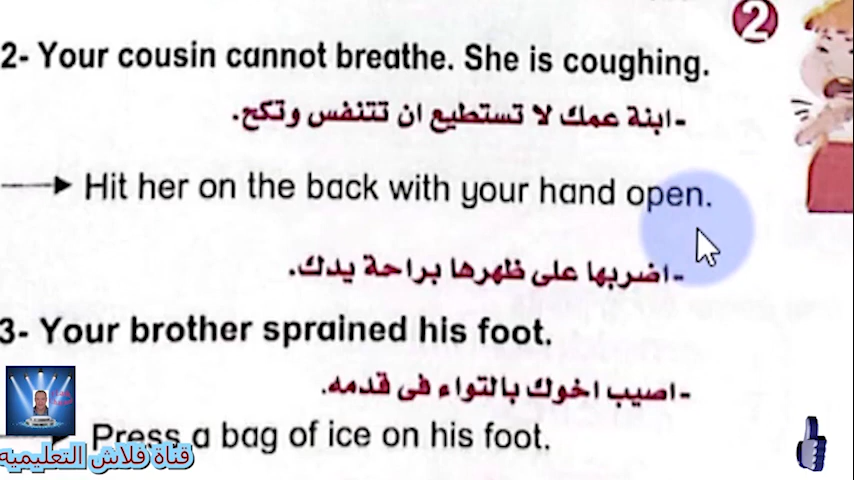 2
2- Your cousin cannot breathe. She is coughing.
-ابنة عمك لا تستطيع ان تتنفس وتكح.
Hit her on the back with your hand open.
-اضربها على ظهرها براحة يدك.
3- Your brother sprained his foot.
-اصيب اخوك بالتواء فى قدمه.
Press a bag of ice on his foot.
قناة فلاش التعليميه